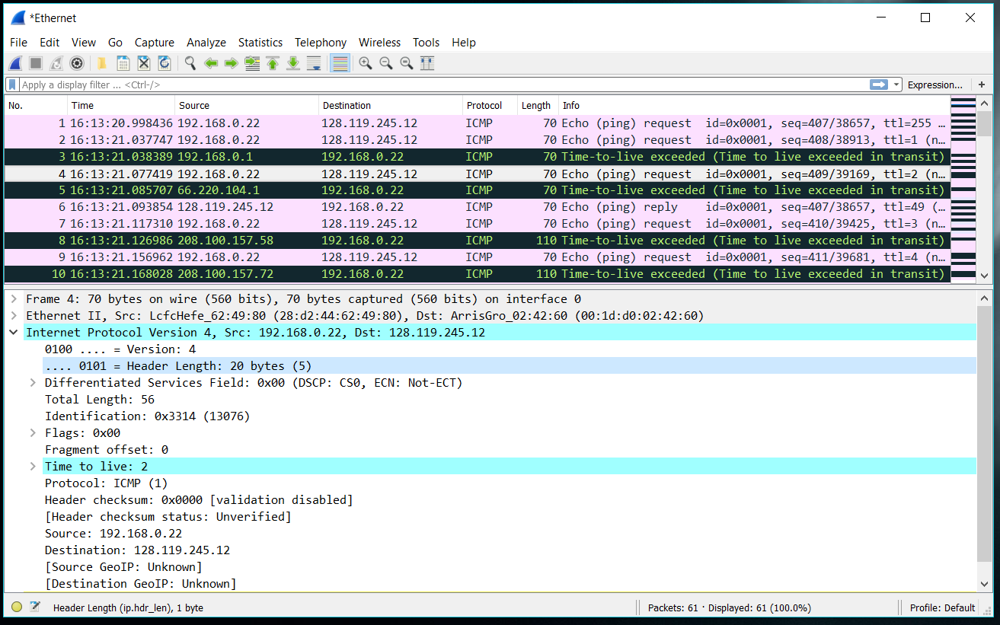 *Ethernet
File Edit View Go Capture Analyze Statistics Telephony Wireless Tools Help
Apply a display filter ... <Ctrl-/> Expression... +
No. Time Source Destination Protocol Length Info
1 16:13:20.998436 192.168.0.22 128.119.245.12 ICMP 70 Echo (ping) request id=0x0001, seq=407/38657, ttl=255 …
2 16:13:21.037747 192.168.0.22 128.119.245.12 ICMP 70 Echo (ping) request id=0x0001, seq=408/38913, ttl=1 (n…
3 16:13:21.038389 192.168.0.1 192.168.0.22 ICMP 70 Time-to-live exceeded (Time to live exceeded in transit)
4 16:13:21.077419 192.168.0.22 128.119.245.12 ICMP 70 Echo (ping) request id=0x0001, seq=409/39169, ttl=2 (n…
5 16:13:21.085707 66.220.104.1 192.168.0.22 ICMP 70 Time-to-live exceeded (Time to live exceeded in transit)
6 16:13:21.093854 128.119.245.12 192.168.0.22 ICMP 70 Echo (ping) reply id=0x0001, seq=407/38657, ttl=49 (…
7 16:13:21.117310 192.168.0.22 128.119.245.12 ICMP 70 Echo (ping) request id=0x0001, seq=410/39425, ttl=3 (n…
8 16:13:21.126986 208.100.157.58 192.168.0.22 ICMP 110 Time-to-live exceeded (Time to live exceeded in transit)
9 16:13:21.156962 192.168.0.22 128.119.245.12 ICMP 70 Echo (ping) request id=0x0001, seq=411/39681, ttl=4 (n…
10 16:13:21.168028 208.100.157.72 192.168.0.22 ICMP 110 Time-to-live exceeded (Time to live exceeded in transit)
Frame 4: 70 bytes on wire (560 bits), 70 bytes captured (560 bits) on interface 0
Ethernet II, Src: LcfcHefe_62:49:80 (28:d2:44:62:49:80), Dst: ArrisGro_02:42:60 (00:1d:d0:02:42:60)
Internet Protocol Version 4, Src: 192.168.0.22, Dst: 128.119.245.12
0100 .... = Version: 4
.... 0101 = Header Length: 20 bytes (5)
Differentiated Services Field: 0x00 (DSCP: CS0, ECN: Not-ECT)
Total Length: 56
Identification: 0x3314 (13076)
Flags: 0x00
Fragment offset: 0
Time to live: 2
Protocol: ICMP (1)
Header checksum: 0x0000 [validation disabled]
[Header checksum status: Unverified]
Source: 192.168.0.22
Destination: 128.119.245.12
[Source GeoIP: Unknown]
[Destination GeoIP: Unknown]
Header Length (ip.hdr_len), 1 byte Packets: 61 · Displayed: 61 (100.0%) Profile: Default